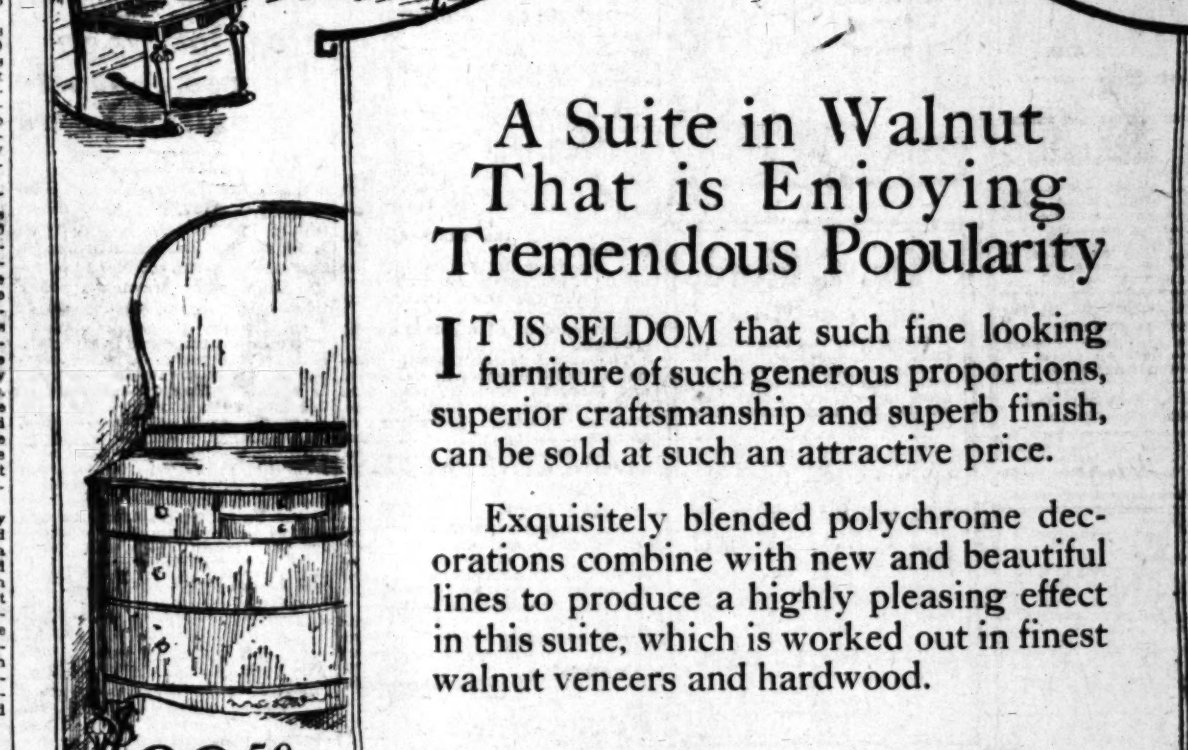 A Suite in Walnut
That is Enjoying
Tremendous Popularity
IT IS SELDOM that such fine looking
furniture of such generous proportions,
superior craftsmanship and superb finish,
can be sold at such an attractive price.
Exquisitely blended polychrome dec-
orations combine with new and beautiful
lines to produce a highly pleasing effect
in this suite, which is worked out in finest
walnut veneers and hardwood.